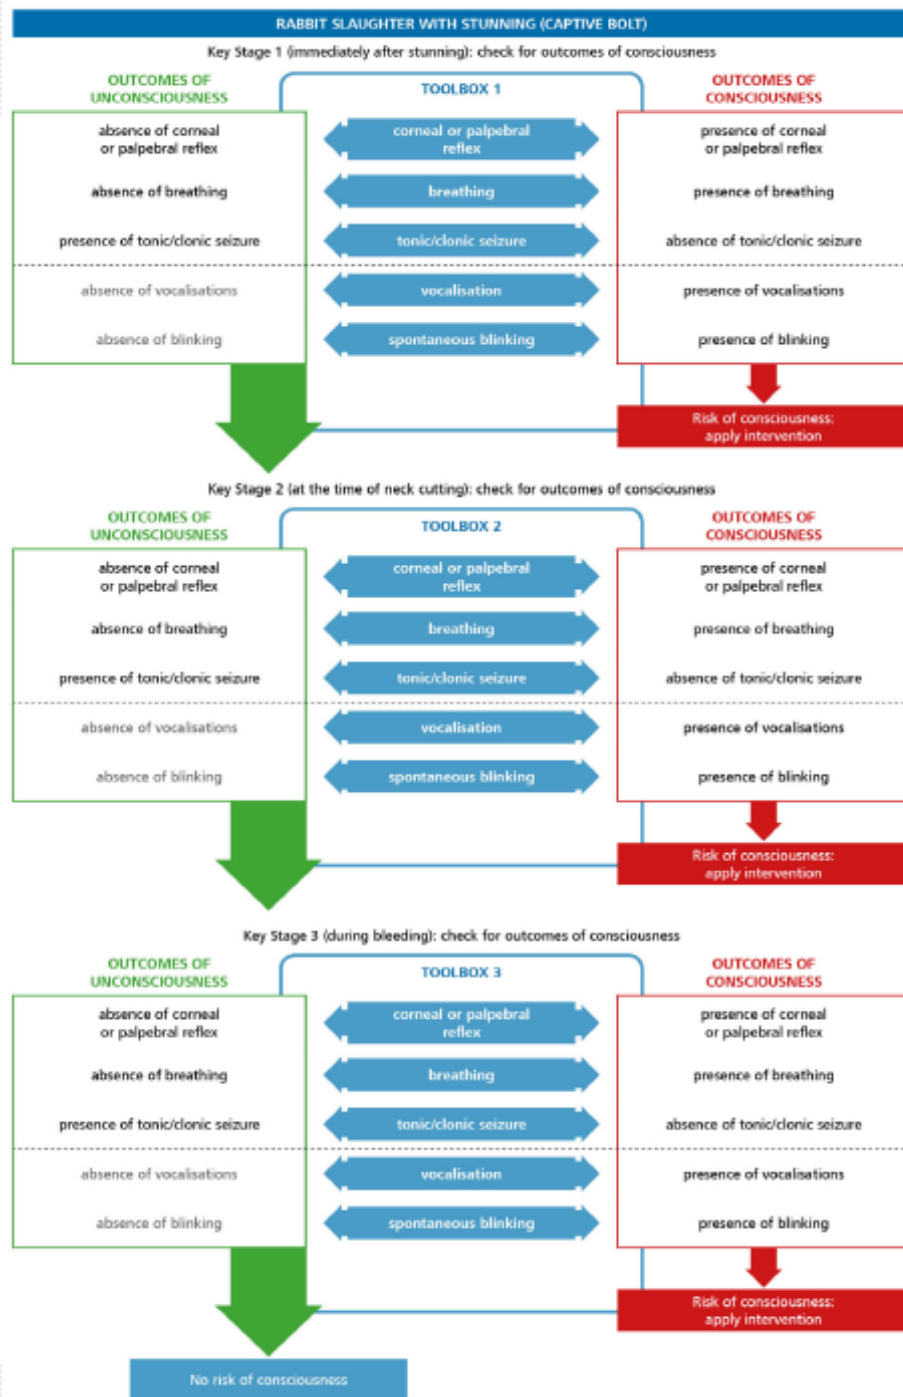 RABBIT SLAUGHTER WITH STUNNING (CAPTIVE BOLT)
Key Stage 1 (immediately after stunning): check for outcomes of consciousness
OUTCOMES OF
UNCONSCIOUSNESS
TOOLBOX 1
OUTCOMES OF
CONSCIOUSNESS
absence of corneal
or palpebral reflex
corneal or palpebral
reflex
presence of corneal
or palpebral reflex
absence of breathing
breathing
presence of breathing
presence of tonic/clonic seizure
tonic/clonic seizure
absence of tonic/clonic seizure
absence of vocalisations
vocalisation
presence of vocalisations
absence of blinking
spontaneous blinking
presence of blinking
Risk of consciousness:
apply intervention
Key Stage 2 (at the time of neck cutting): check for outcomes of consciousness
OUTCOMES OF
UNCONSCIOUSNESS
TOOLBOX 2
OUTCOMES OF
CONSCIOUSNESS
absence of corneal
or palpebral reflex
corneal or palpebral
reflex
presence of corneal
or palpebral reflex
absence of breathing
breathing
presence of breathing
presence of tonic/clonic seizure
tonic/clonic seizure
absence of tonic/clonic seizure
absence of vocalisations
vocalisation
presence of vocalisations
absence of blinking
spontaneous blinking
presence of blinking
Risk of consciousness:
apply intervention
Key Stage 3 (during bleeding): check for outcomes of consciousness
OUTCOMES OF
UNCONSCIOUSNESS
TOOLBOX 3
OUTCOMES OF
CONSCIOUSNESS
absence of corneal
or palpebral reflex
corneal or palpebral
reflex
presence of corneal
or palpebral reflex
absence of breathing
breathing
presence of breathing
presence of tonic/clonic seizure
tonic/clonic seizure
absence of tonic/clonic seizure
absence of vocalisations
vocalisation
presence of vocalisations
absence of blinking
spontaneous blinking
presence of blinking
Risk of consciousness:
apply intervention
No risk of consciousness